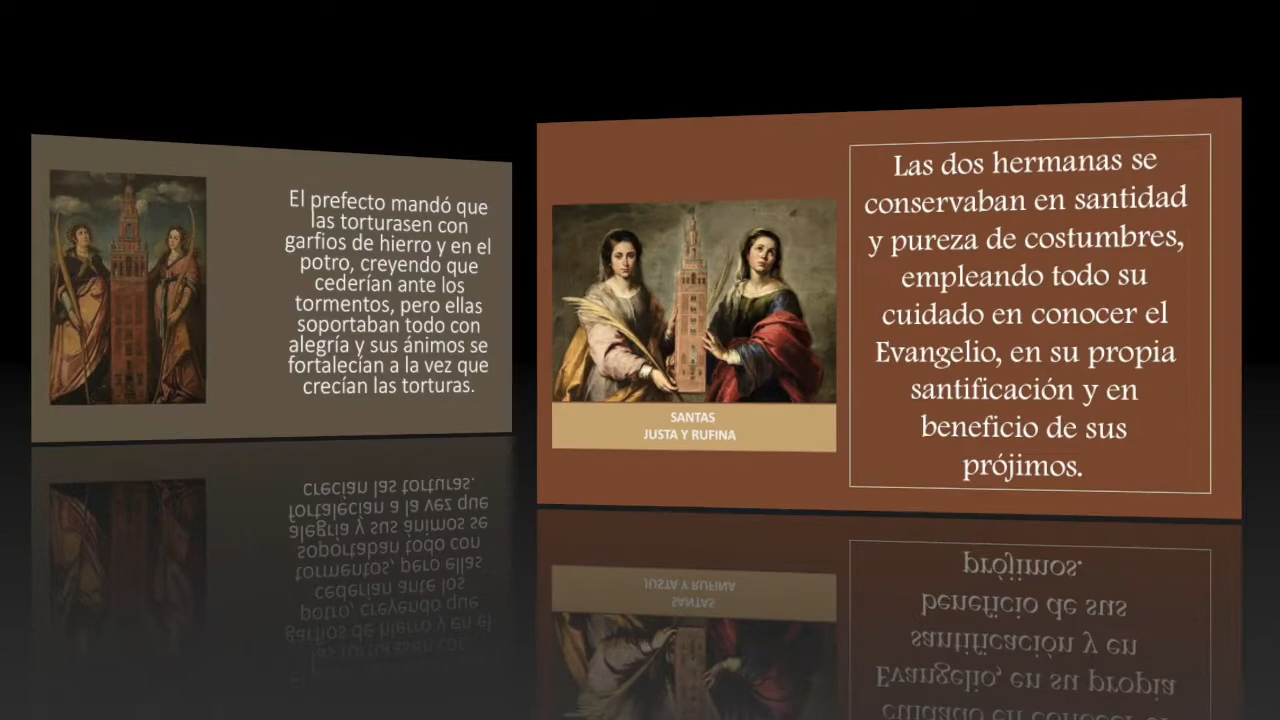 El prefecto mandó que
las torturasen con
garfios de hierro y en el
potro, creyendo que
cederían ante los
tormentos, pero ellas
soportaban todo con
alegría y sus ánimos se
fortalecían a la vez que
crecían las torturas.
SANTAS
JUSTA Y RUFINA
Las dos hermanas se
conservaban en santidad
y pureza de costumbres,
empleando todo su
cuidado en conocer el
Evangelio, en su propia
santificación y en
beneficio de sus
prójimos.